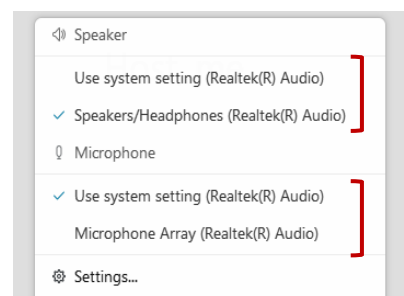 Speaker
Use system setting (Realtek(R) Audio)
Speakers/Headphones (Realtek(R) Audio)
Microphone
Use system setting (Realtek(R) Audio)
Microphone Array (Realtek(R) Audio)
Settings...